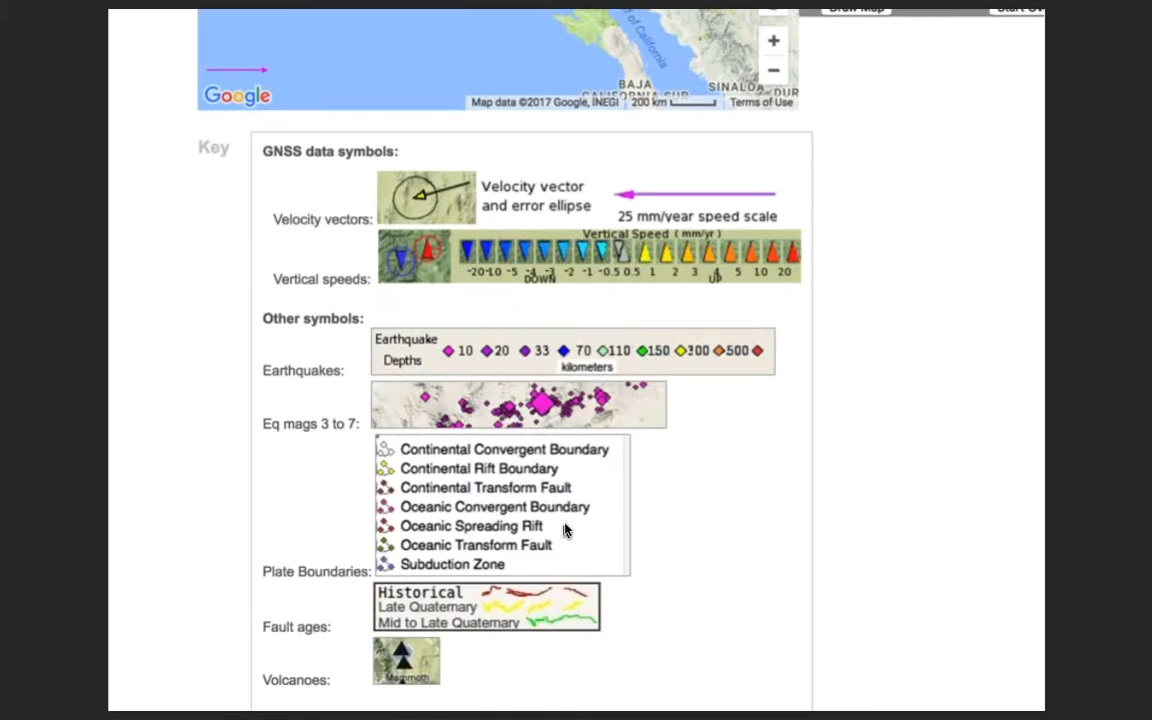 Draw Map Start Ov
of California
BAJA
CALIFORNIA SUR
SINALOA
DUR
Google
Map data ©2017 Google, INEGI 200 km Terms of Use
Key
GNSS data symbols:
Velocity vector
and error ellipse
25 mm/year speed scale
Velocity vectors:
Vertical Speed ( mm/yr )
-20 -10 -5 -4 -3 -2 -1 -0.5 0.5 1 2 3 4 5 10 20
DOWN UP
Vertical speeds:
Other symbols:
Earthquake
Depths
10 20 33 70 110 150 300 500
kilometers
Earthquakes:
Eq mags 3 to 7:
Continental Convergent Boundary
Continental Rift Boundary
Continental Transform Fault
Oceanic Convergent Boundary
Oceanic Spreading Rift
Oceanic Transform Fault
Subduction Zone
Plate Boundaries:
Historical
Late Quaternary
Mid to Late Quaternary
Fault ages:
Mammoth
Volcanoes: